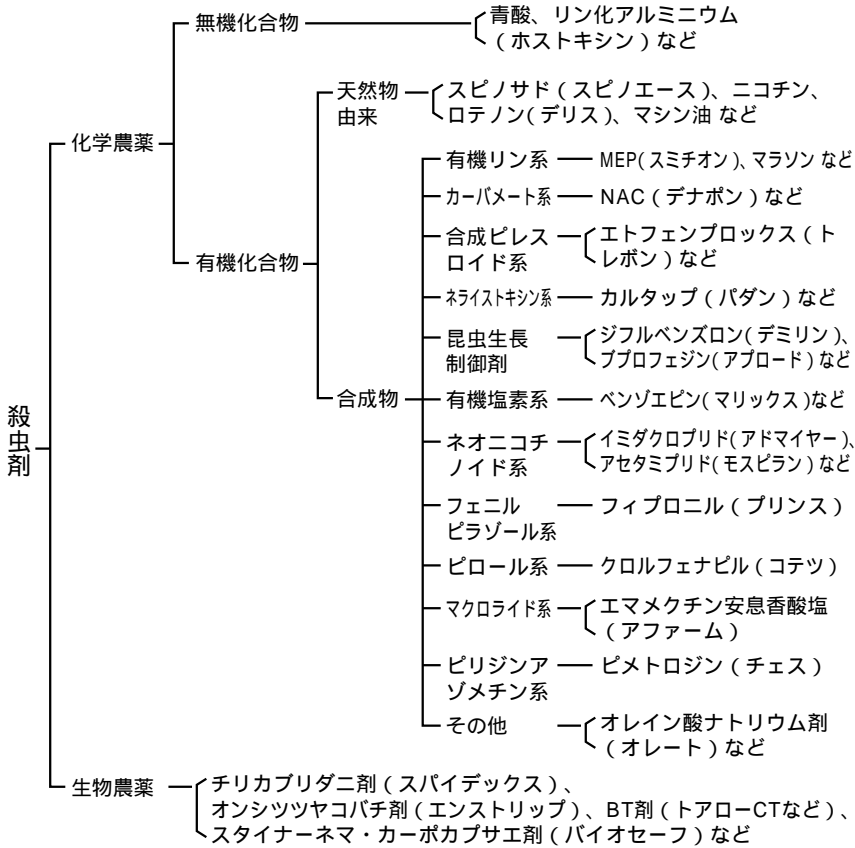 無機化合物
青酸、リン化アルミニウム
（ホストキシン）など
天然物
由来
スピノサド（スピノエース）、ニコチン、
ロテノン（デリス）、マシン油 など
化学農薬
有機リン系
MEP（スミチオン）、マラソン など
カーバメート系
NAC（デナポン）など
合成ピレス
ロイド系
エトフェンプロックス（ト
レボン）など
有機化合物
ネライストキシン系
カルタップ（パダン）など
昆虫生長
制御剤
ジフルベンズロン（デミリン）、
ブプロフェジン（アプロード）など
合成物
有機塩素系
ベンゾエピン（マリックス）など
殺虫剤
ネオニコチ
ノイド系
イミダクロプリド（アドマイヤー）、
アセタミプリド（モスピラン）など
フェニル
ピラゾール系
フィプロニル（プリンス）
ピロール系
クロルフェナピル（コテツ）
マクロライド系
エマメクチン安息香酸塩
（アファーム）
ピリジンア
ゾメチン系
ピメトロジン（チェス）
その他
オレイン酸ナトリウム剤
（オレート）など
生物農薬
チリカブリダニ剤（スパイデックス）、
オンシツツヤコバチ剤（エンストリップ）、BT剤（トアローCTなど）、
スタイナーネマ・カーポカプサエ剤（バイオセーフ）など